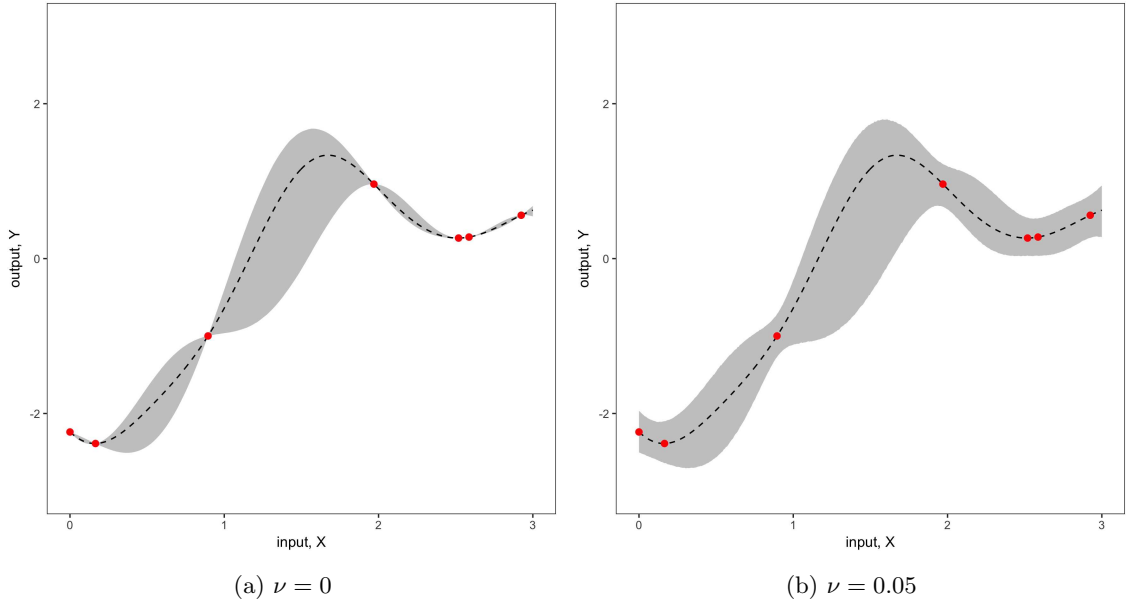 output, Y
2
0
-2
0
1
2
3
input, X
(a) ν = 0
output, Y
2
0
-2
0
1
2
3
input, X
(b) ν = 0.05